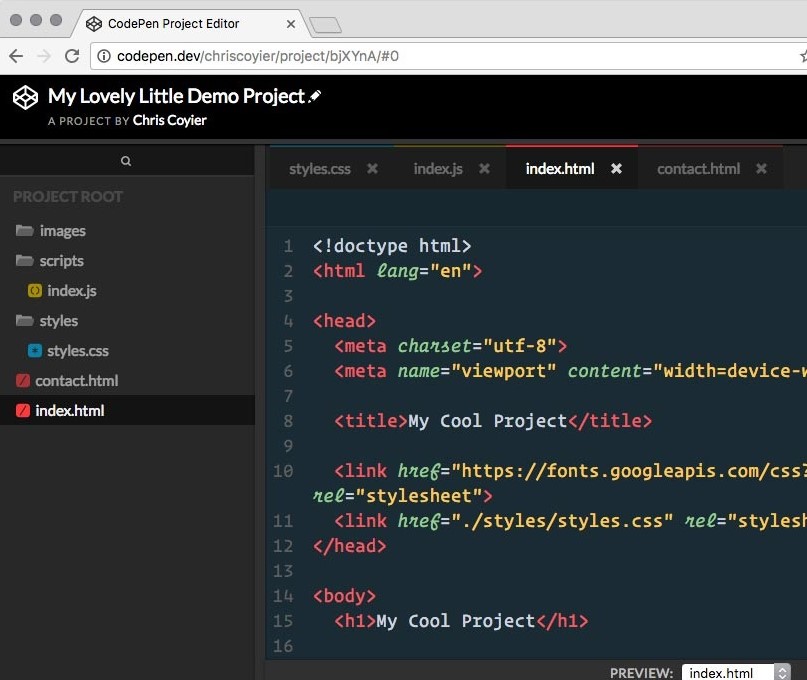 CodePen Project Editor
codepen.dev/chriscoyier/project/bjXYnA/#0
My Lovely Little Demo Project
A PROJECT BY Chris Coyier
styles.css index.js index.html contact.html
PROJECT ROOT
images
scripts
index.js
styles
styles.css
contact.html
index.html
1 <!doctype html>
2 <html lang="en">
3
4 <head>
5 <meta charset="utf-8">
6 <meta name="viewport" content="width=device-w
7
8 <title>My Cool Project</title>
9
10 <link href="https://fonts.googleapis.com/css?
rel="stylesheet">
11 <link href="./styles/styles.css" rel="stylesh
12 </head>
13
14 <body>
15 <h1>My Cool Project</h1>
16
PREVIEW: index.html